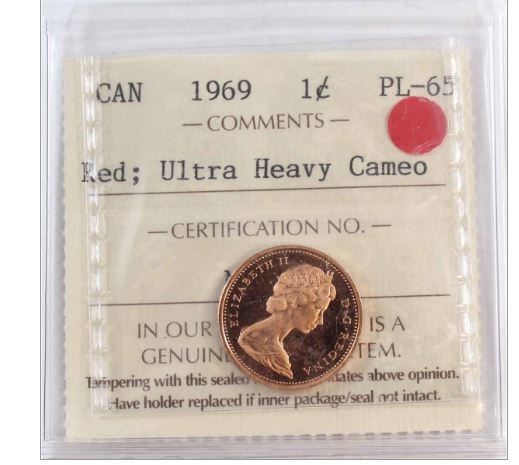 CAN 1969 1¢ PL-65
— COMMENTS —
Red; Ultra Heavy Cameo
— CERTIFICATION NO. —
IN OUR IS A
GENUIN TEM.
Tampering with this sealed dates above opinion.
Have holder replaced if inner package/seal not intact.
ELIZABETH II D·G·REGINA